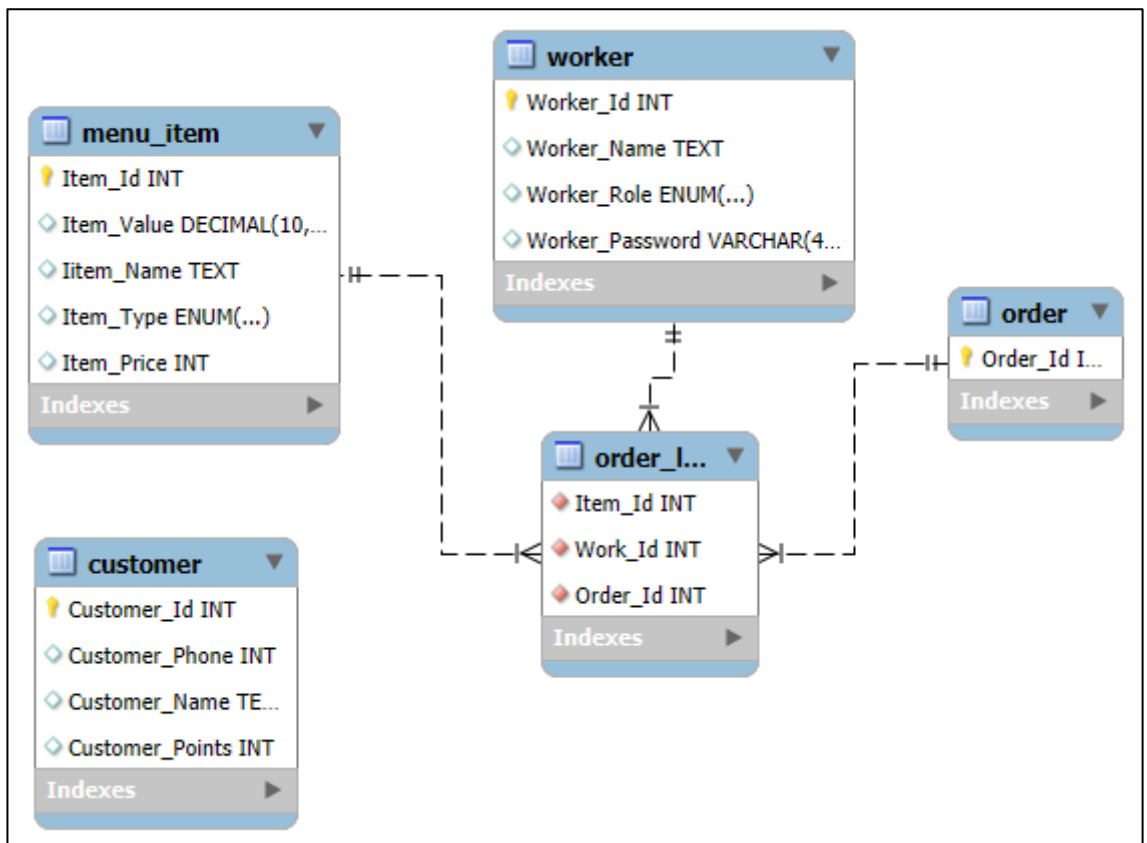 menu_item
Item_Id INT
Item_Value DECIMAL(10,...
Iitem_Name TEXT
Item_Type ENUM(...)
Item_Price INT
Indexes
worker
Worker_Id INT
Worker_Name TEXT
Worker_Role ENUM(...)
Worker_Password VARCHAR(4...
Indexes
order
Order_Id I...
Indexes
order_l...
Item_Id INT
Work_Id INT
Order_Id INT
Indexes
customer
Customer_Id INT
Customer_Phone INT
Customer_Name TE...
Customer_Points INT
Indexes